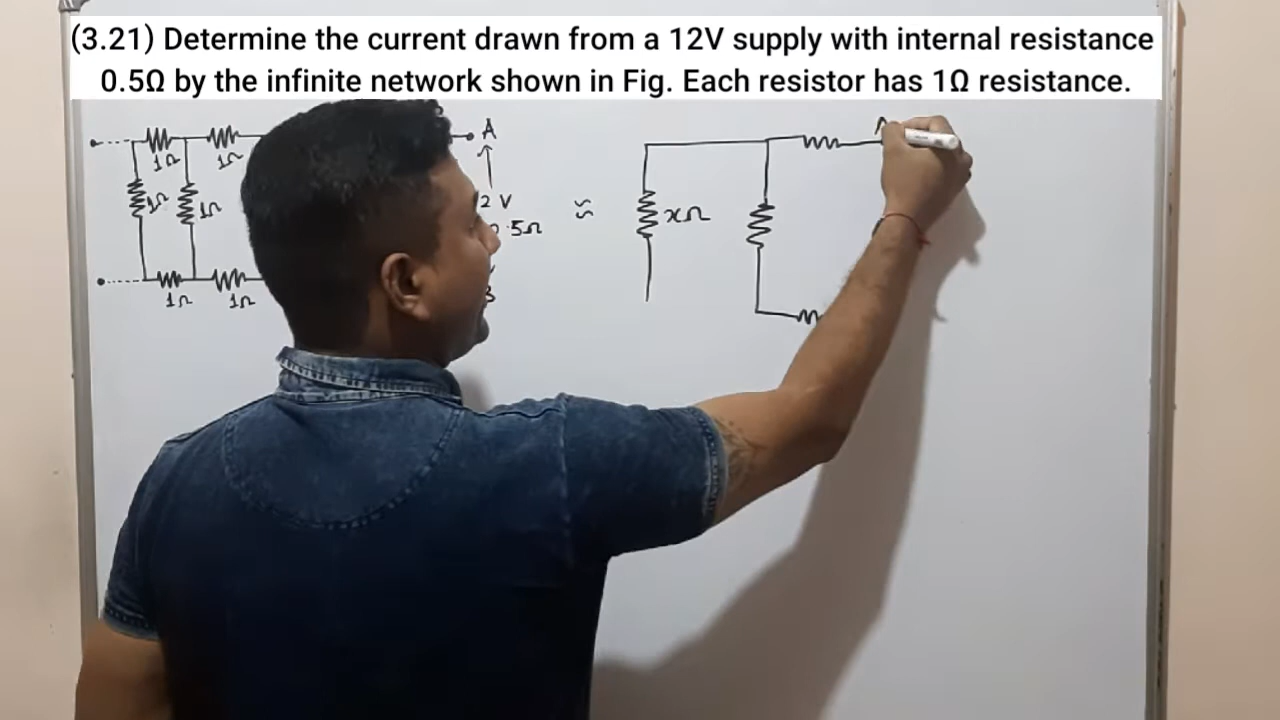 (3.21) Determine the current drawn from a 12V supply with internal resistance
0.5Ω by the infinite network shown in Fig. Each resistor has 1Ω resistance.
A
1Ω 1Ω
1Ω 1Ω
2 V
.5Ω
≈
xΩ
1Ω 1Ω